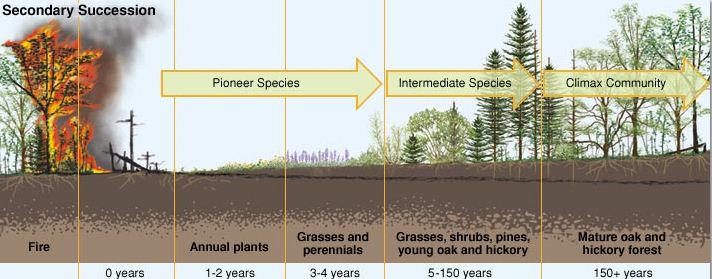 Secondary Succession
Pioneer Species
Intermediate Species
Climax Community
Fire
Annual plants
Grasses and
perennials
Grasses, shrubs, pines,
young oak and hickory
Mature oak and
hickory forest
0 years
1-2 years
3-4 years
5-150 years
150+ years